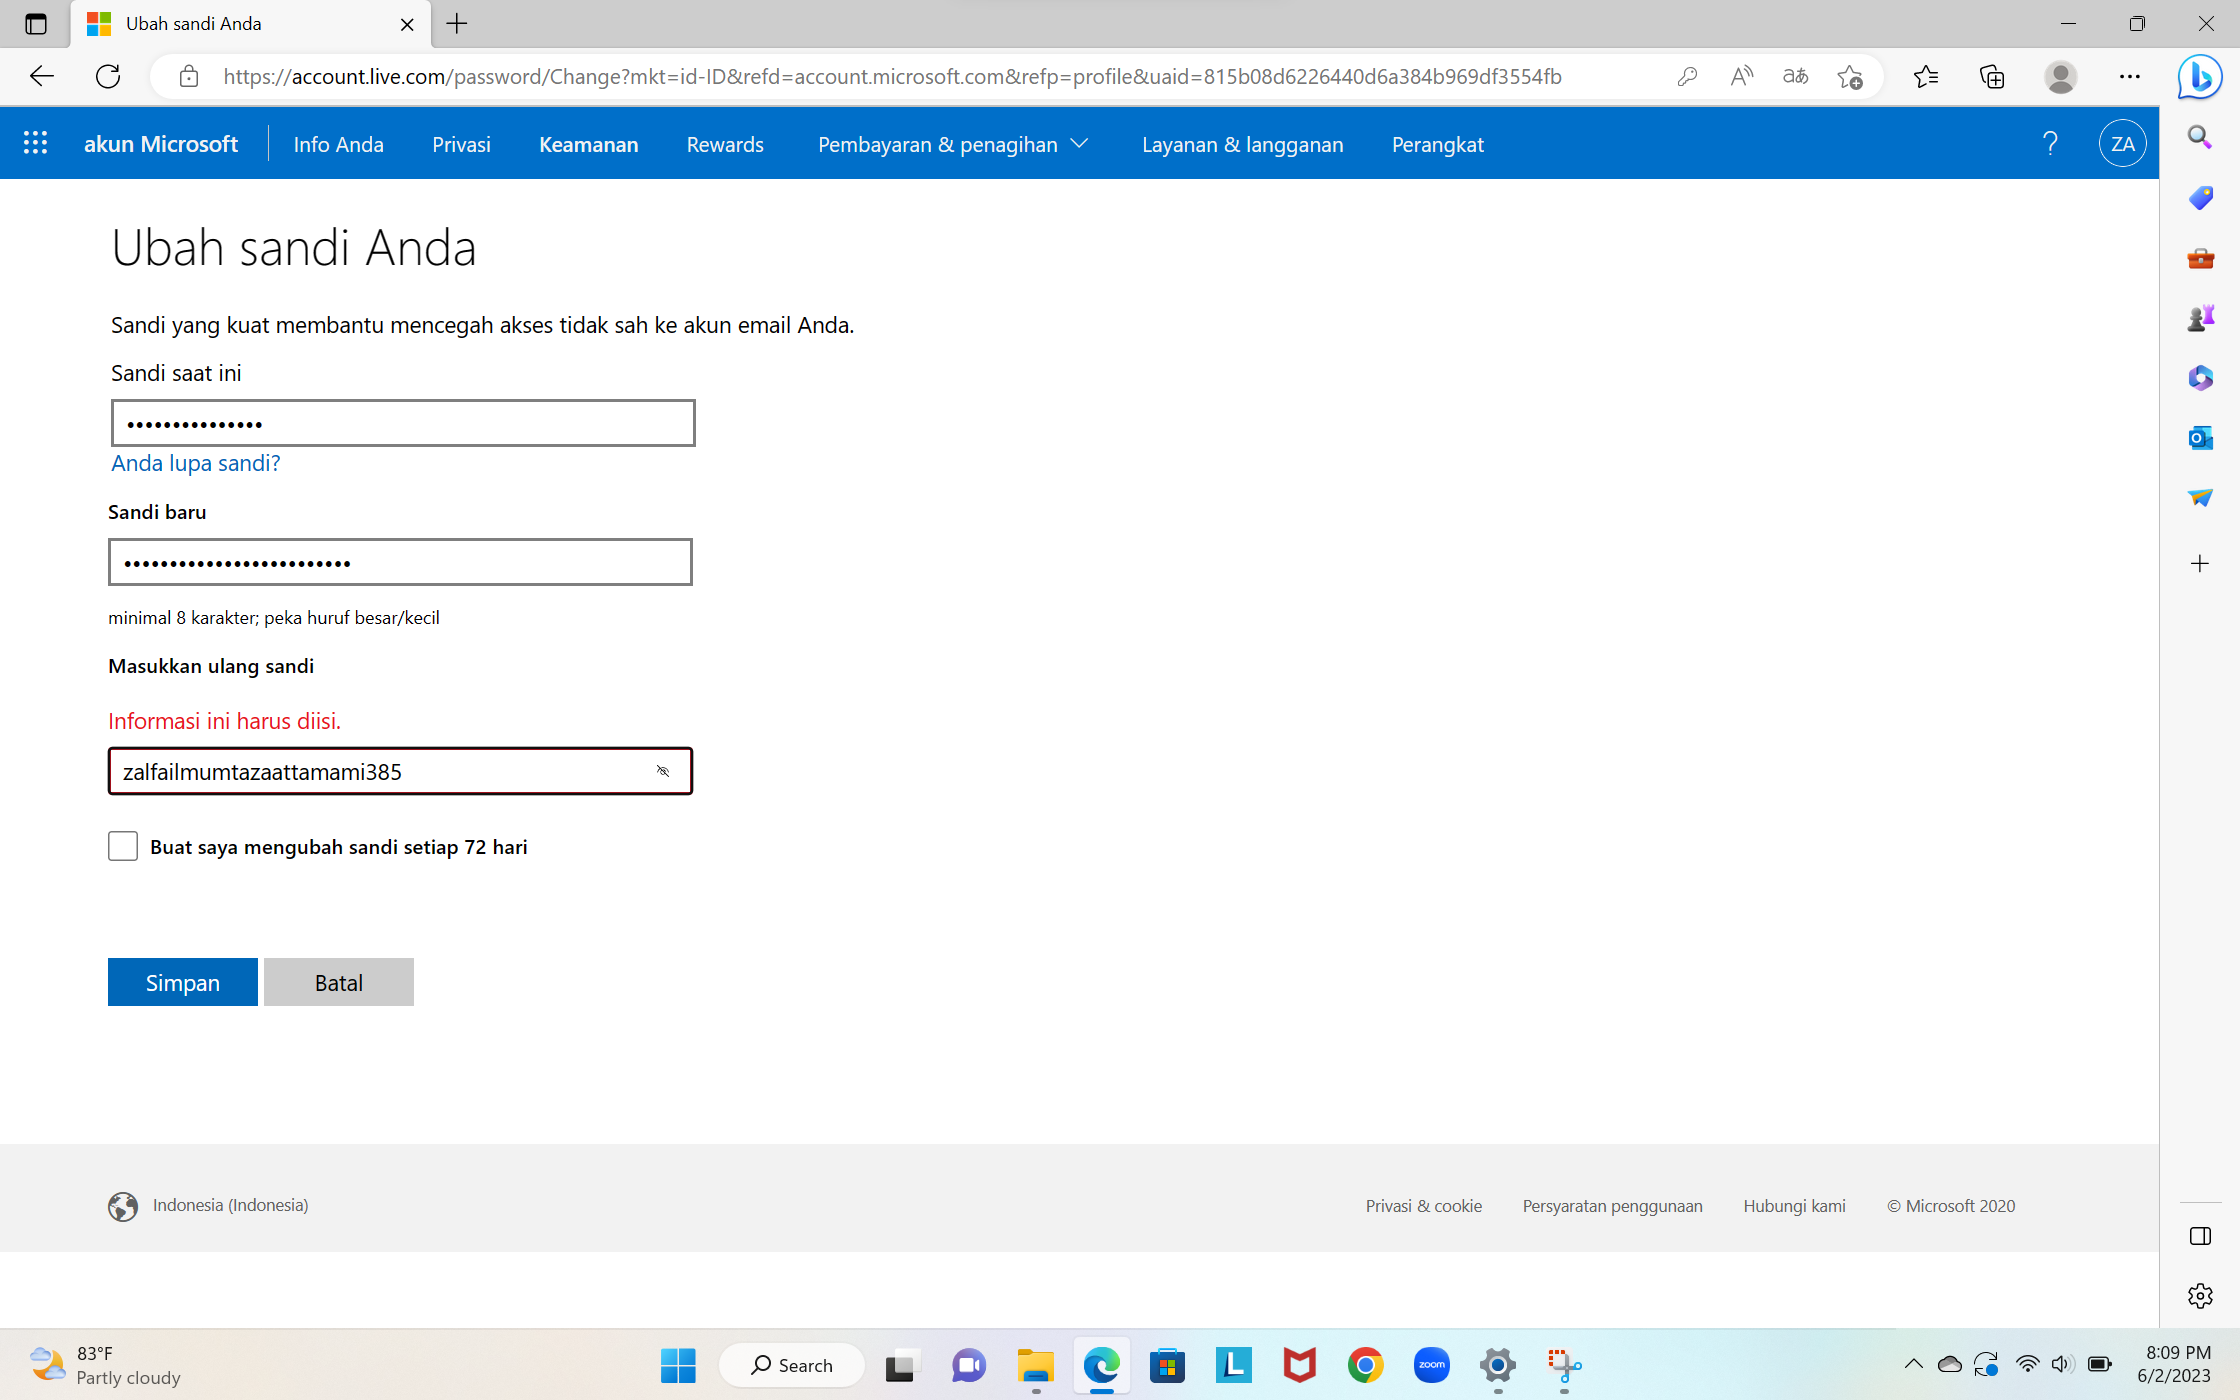 Ubah sandi Anda
https://account.live.com/password/Change?mkt=id-ID&refd=account.microsoft.com&refp=profile&uaid=815b08d6226440d6a384b969df3554fb
akun Microsoft
Info Anda
Privasi
Keamanan
Rewards
Pembayaran & penagihan
Layanan & langganan
Perangkat
?
ZA
Ubah sandi Anda
Sandi yang kuat membantu mencegah akses tidak sah ke akun email Anda.
Sandi saat ini
Anda lupa sandi?
Sandi baru
minimal 8 karakter; peka huruf besar/kecil
Masukkan ulang sandi
Informasi ini harus diisi.
zalfailmumtazaattamami385
Buat saya mengubah sandi setiap 72 hari
Simpan
Batal
Indonesia (Indonesia)
Privasi & cookie
Persyaratan penggunaan
Hubungi kami
© Microsoft 2020
83°F
Partly cloudy
Search
zoom
8:09 PM
6/2/2023